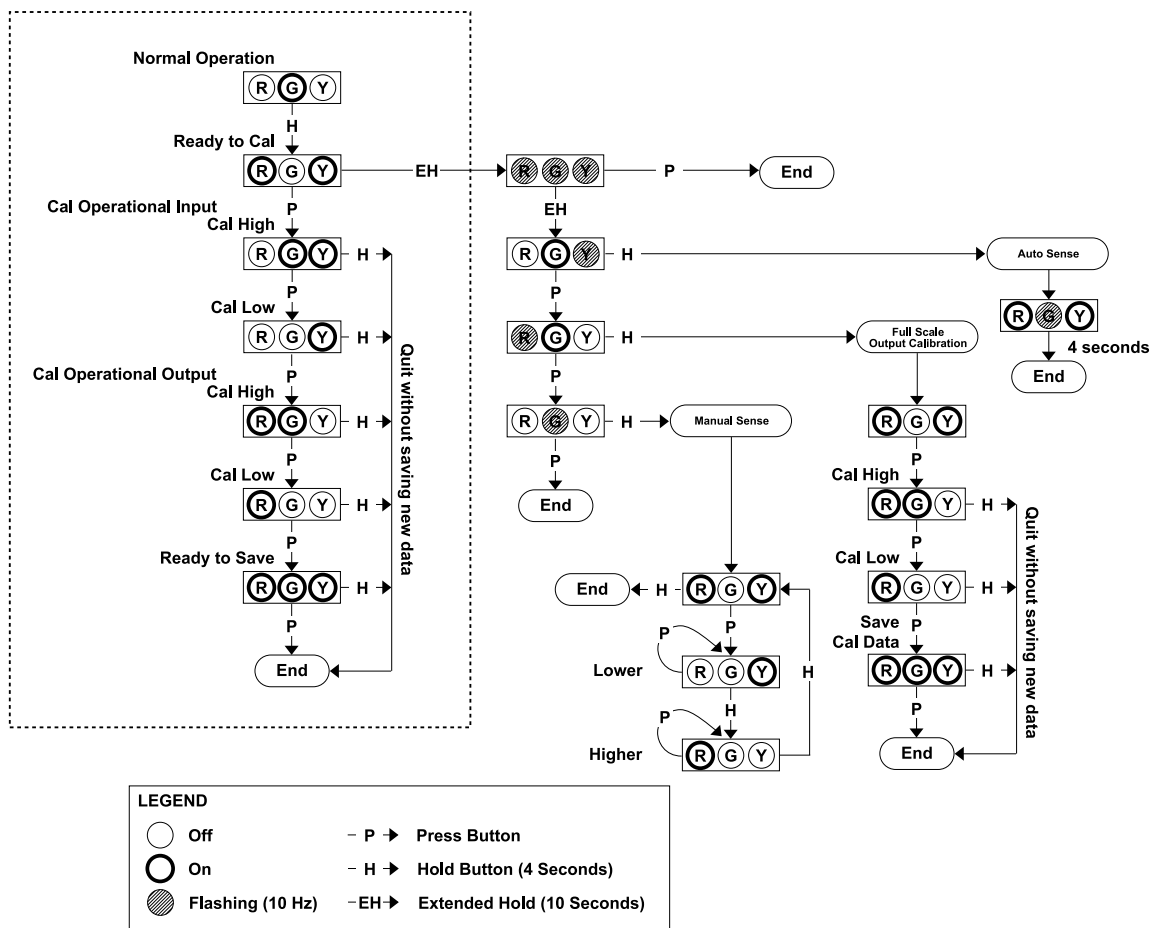 Normal Operation
R G Y
H
Ready to Cal
R G Y
EH
R G Y
P
End
P
EH
Cal Operational Input
Cal High
R G Y
H
R G Y
H
Auto Sense
P
P
R G Y
4 seconds
End
Cal Low
R G Y
H
R G Y
H
Full Scale
Output Calibration
P
P
Cal Operational Output
Cal High
R G Y
H
R G Y
H
Manual Sense
R G Y
P
P
P
End
Cal Low
R G Y
H
Cal High
R G Y
H
P
P
Ready to Save
R G Y
H
Quit without saving new data
P
End
Cal Low
R G Y
H
End
H
R G Y
P
P
P
Save
Cal Data
R G Y
H
Quit without saving new data
Lower
R G Y
H
H
P
P
Higher
R G Y
End
LEGEND
Off
P
Press Button
On
H
Hold Button (4 Seconds)
Flashing (10 Hz)
EH
Extended Hold (10 Seconds)